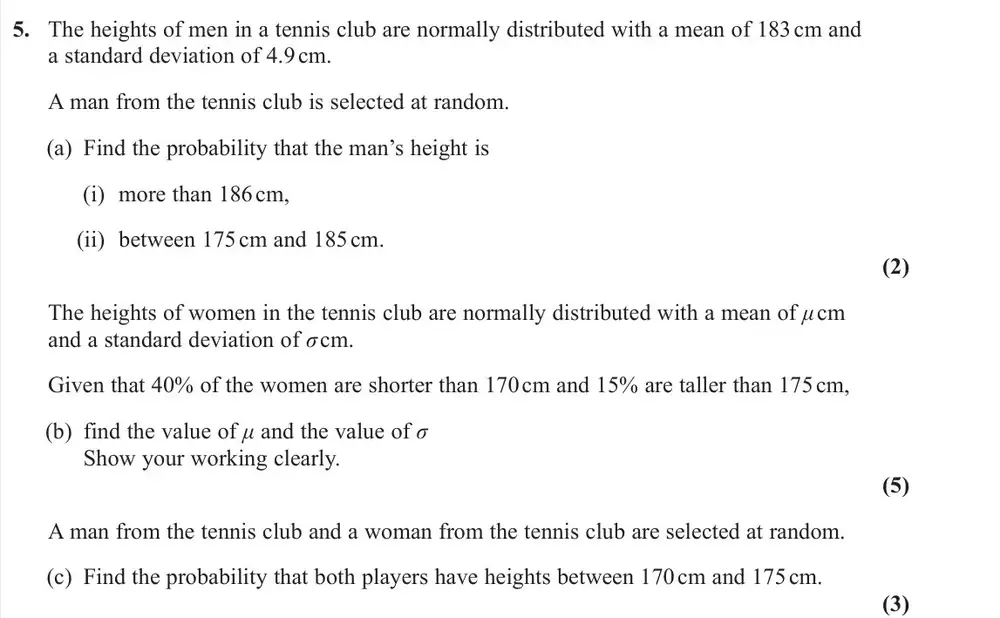 5. The heights of men in a tennis club are normally distributed with a mean of 183 cm and
a standard deviation of 4.9 cm.
A man from the tennis club is selected at random.
(a) Find the probability that the man’s height is
(i) more than 186 cm,
(ii) between 175 cm and 185 cm.
(2)
The heights of women in the tennis club are normally distributed with a mean of μ cm
and a standard deviation of σ cm.
Given that 40% of the women are shorter than 170 cm and 15% are taller than 175 cm,
(b) find the value of μ and the value of σ
Show your working clearly.
(5)
A man from the tennis club and a woman from the tennis club are selected at random.
(c) Find the probability that both players have heights between 170 cm and 175 cm.
(3)